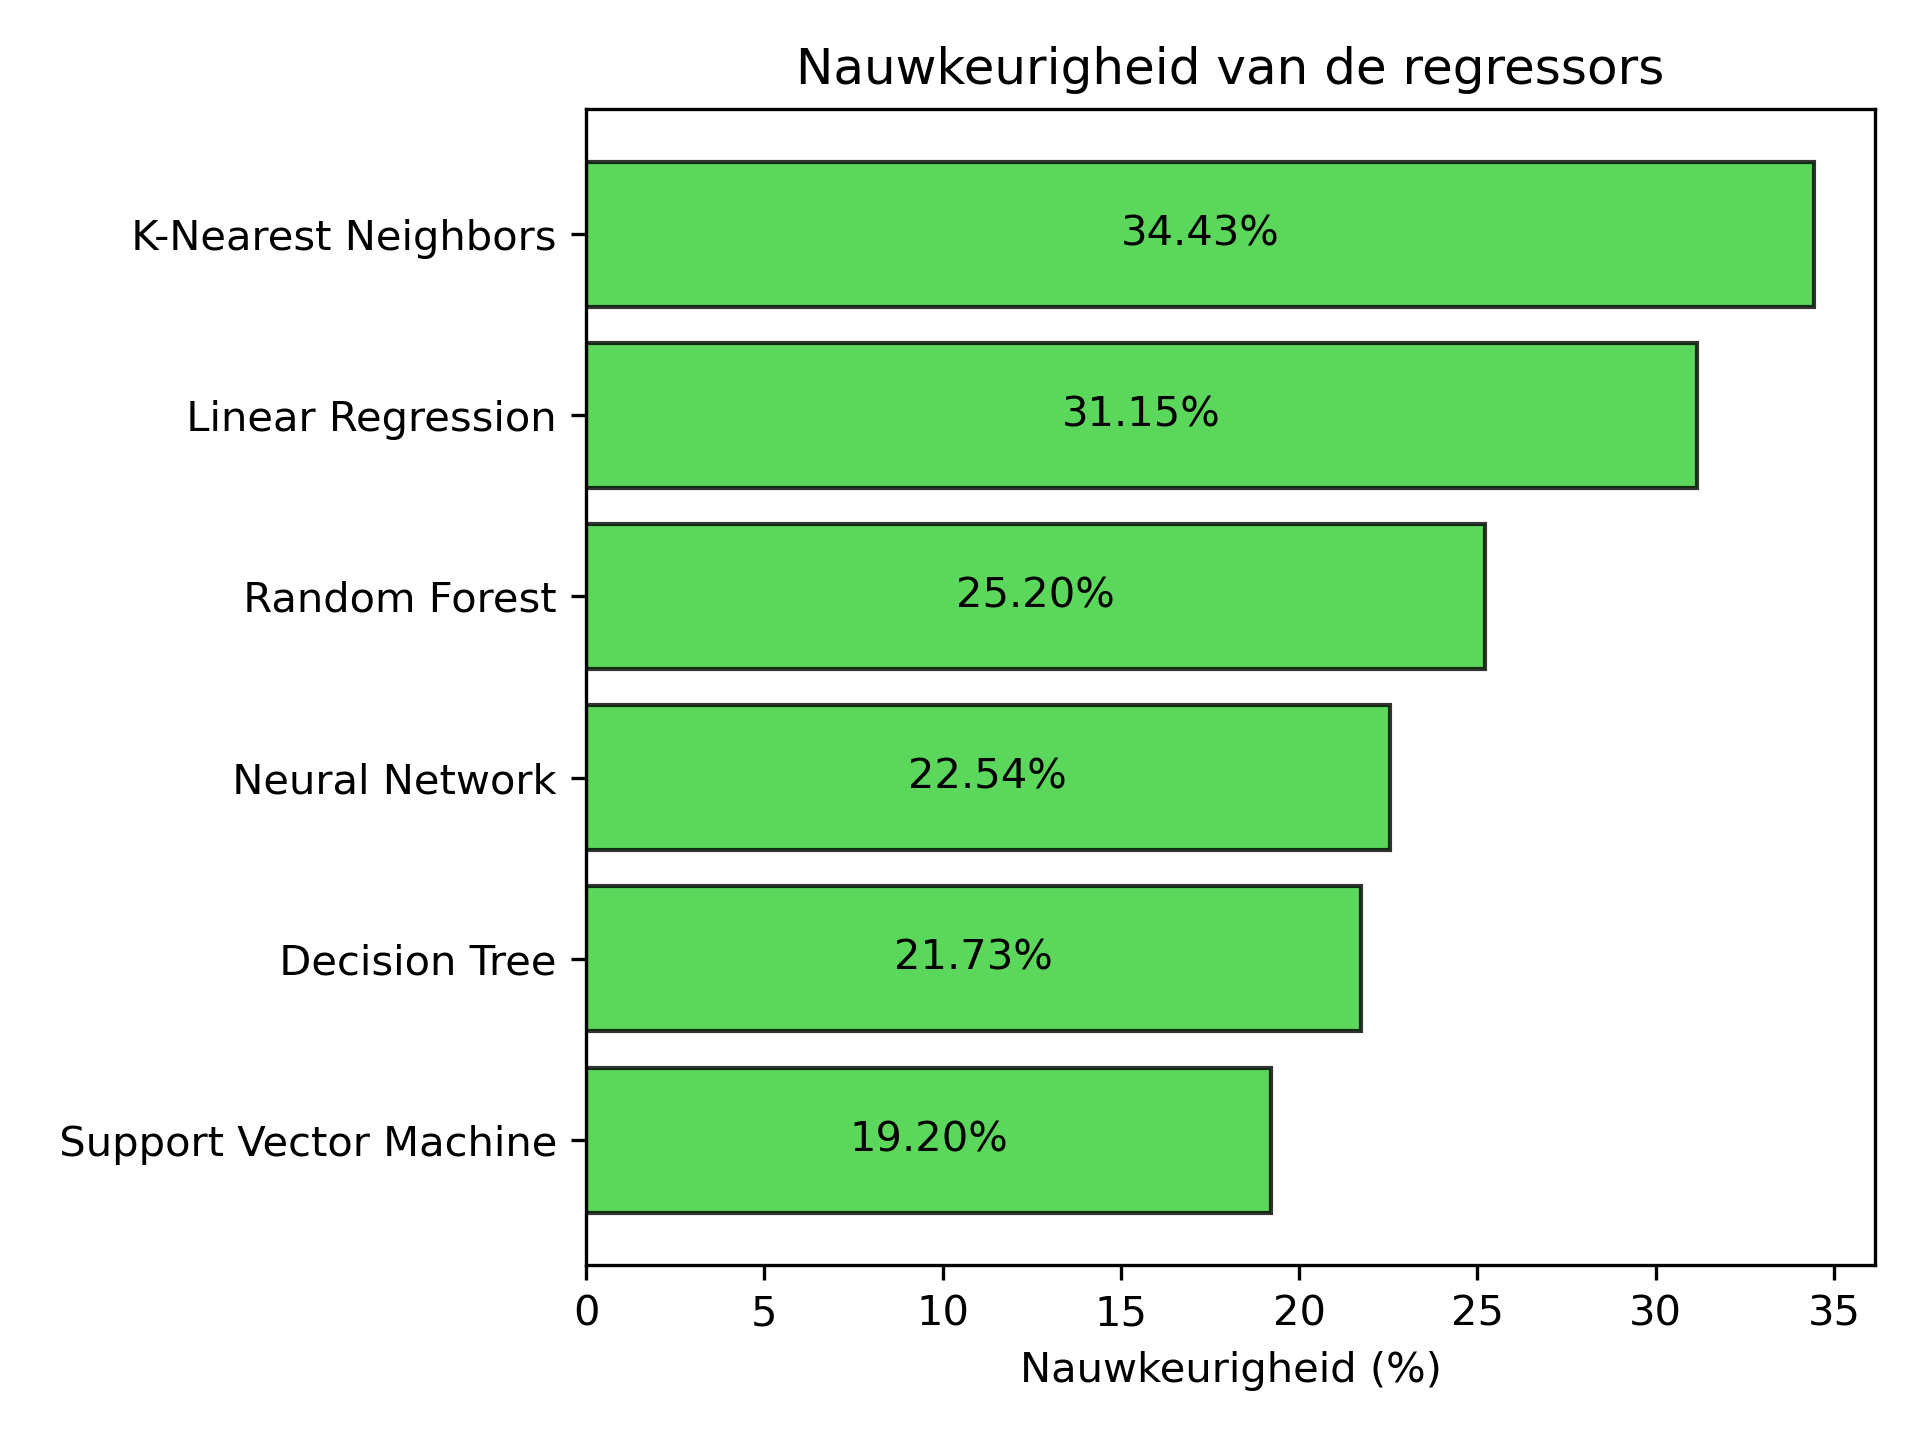 Nauwkeurigheid van de regressors
K-Nearest Neighbors
34.43%
Linear Regression
31.15%
Random Forest
25.20%
Neural Network
22.54%
Decision Tree
21.73%
Support Vector Machine
19.20%
0 5 10 15 20 25 30 35
Nauwkeurigheid (%)